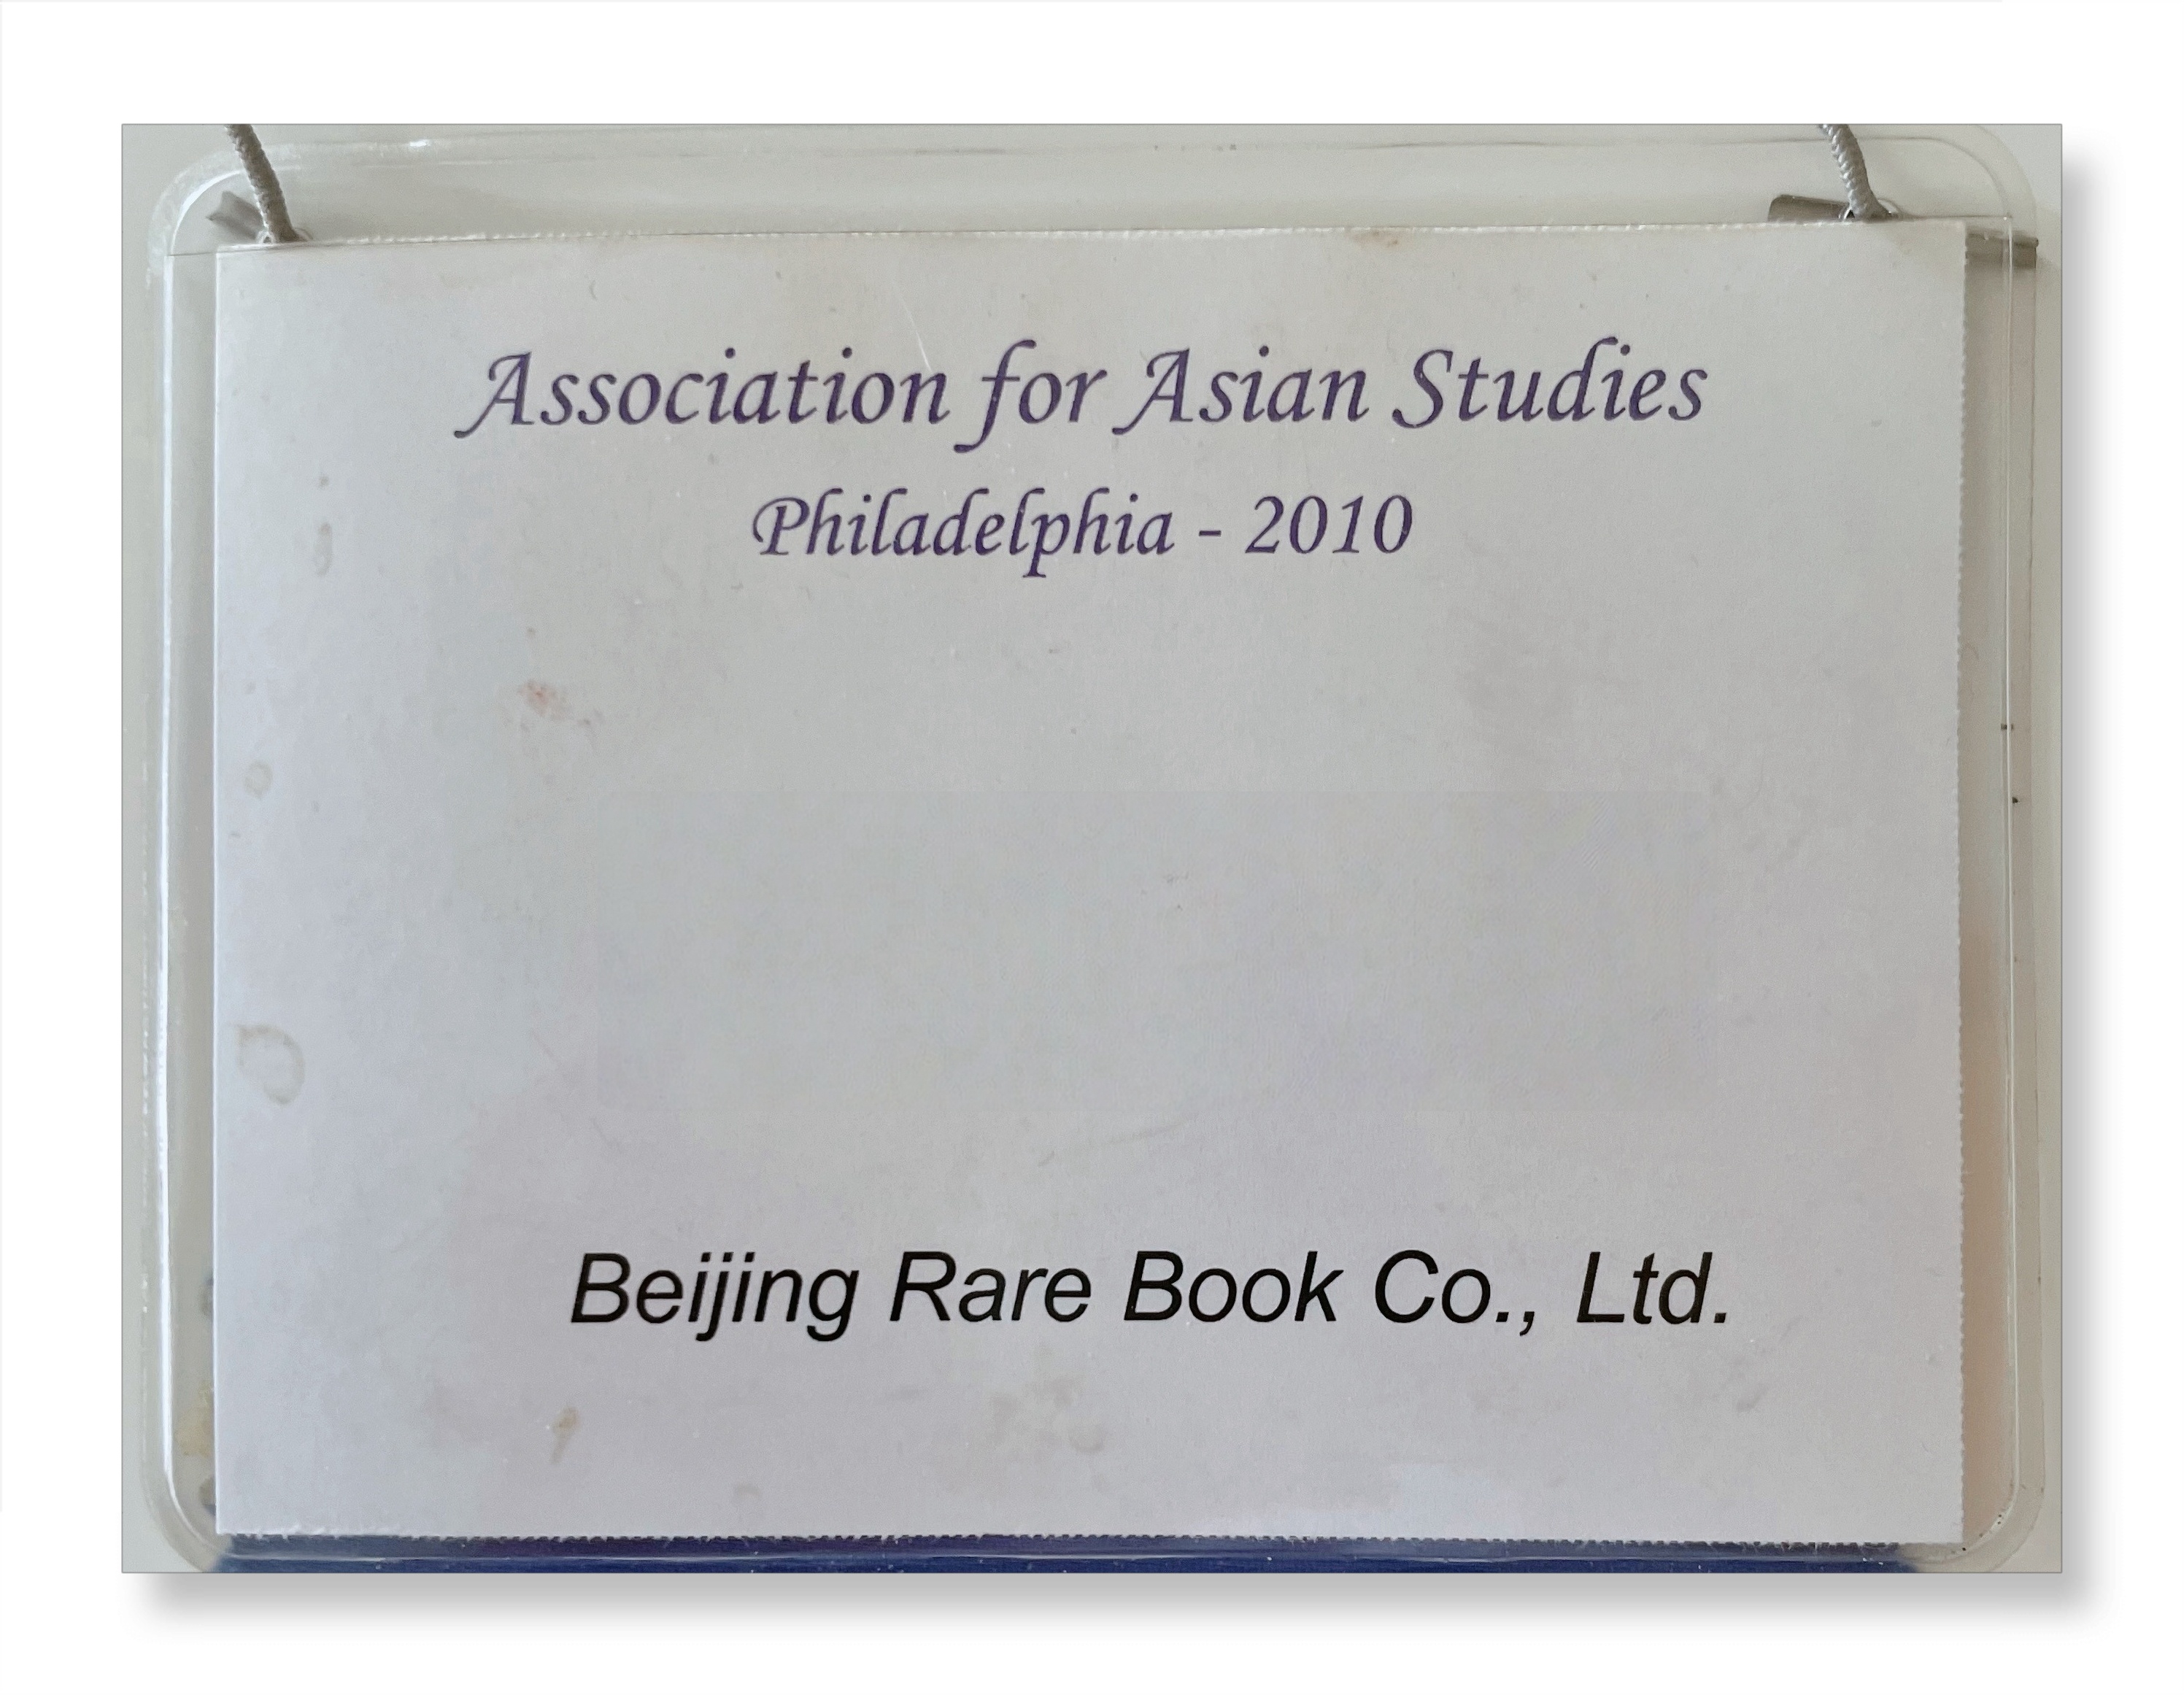 Association for Asian Studies
Philadelphia - 2010
Beijing Rare Book Co., Ltd.